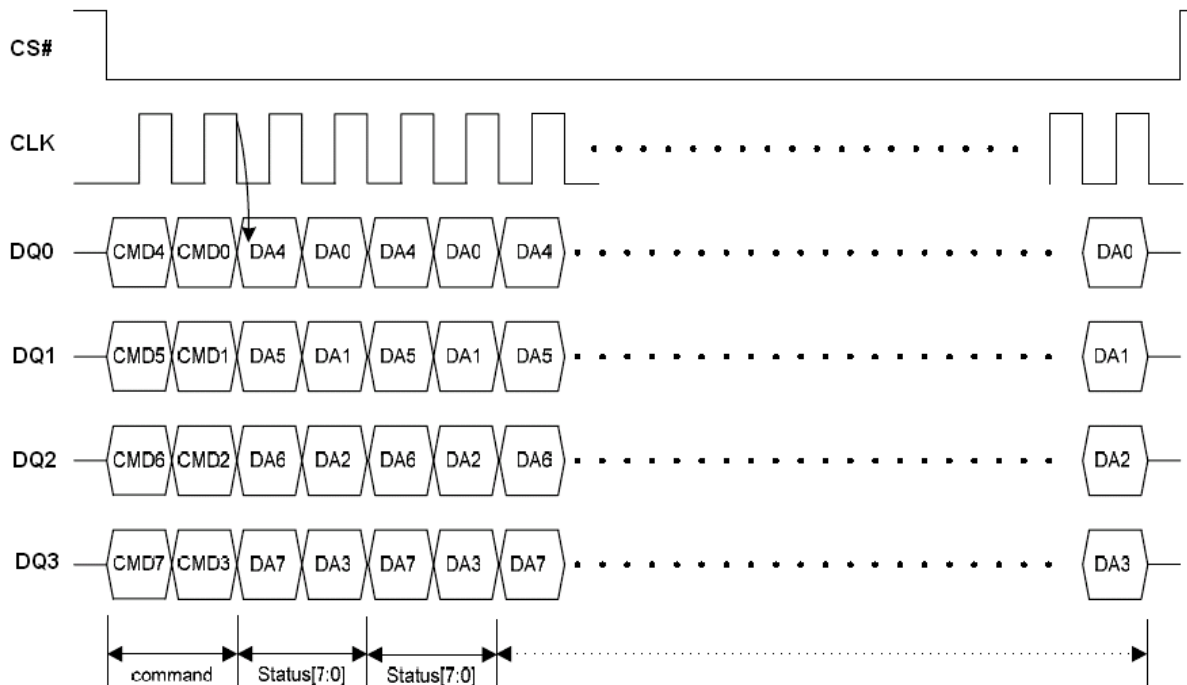 CS#
CLK
DQ0 CMD4 CMD0 DA4 DA0 DA4 DA0 DA4 DA0
DQ1 CMD5 CMD1 DA5 DA1 DA5 DA1 DA5 DA1
DQ2 CMD6 CMD2 DA6 DA2 DA6 DA2 DA6 DA2
DQ3 CMD7 CMD3 DA7 DA3 DA7 DA3 DA7 DA3
command Status[7:0] Status[7:0]